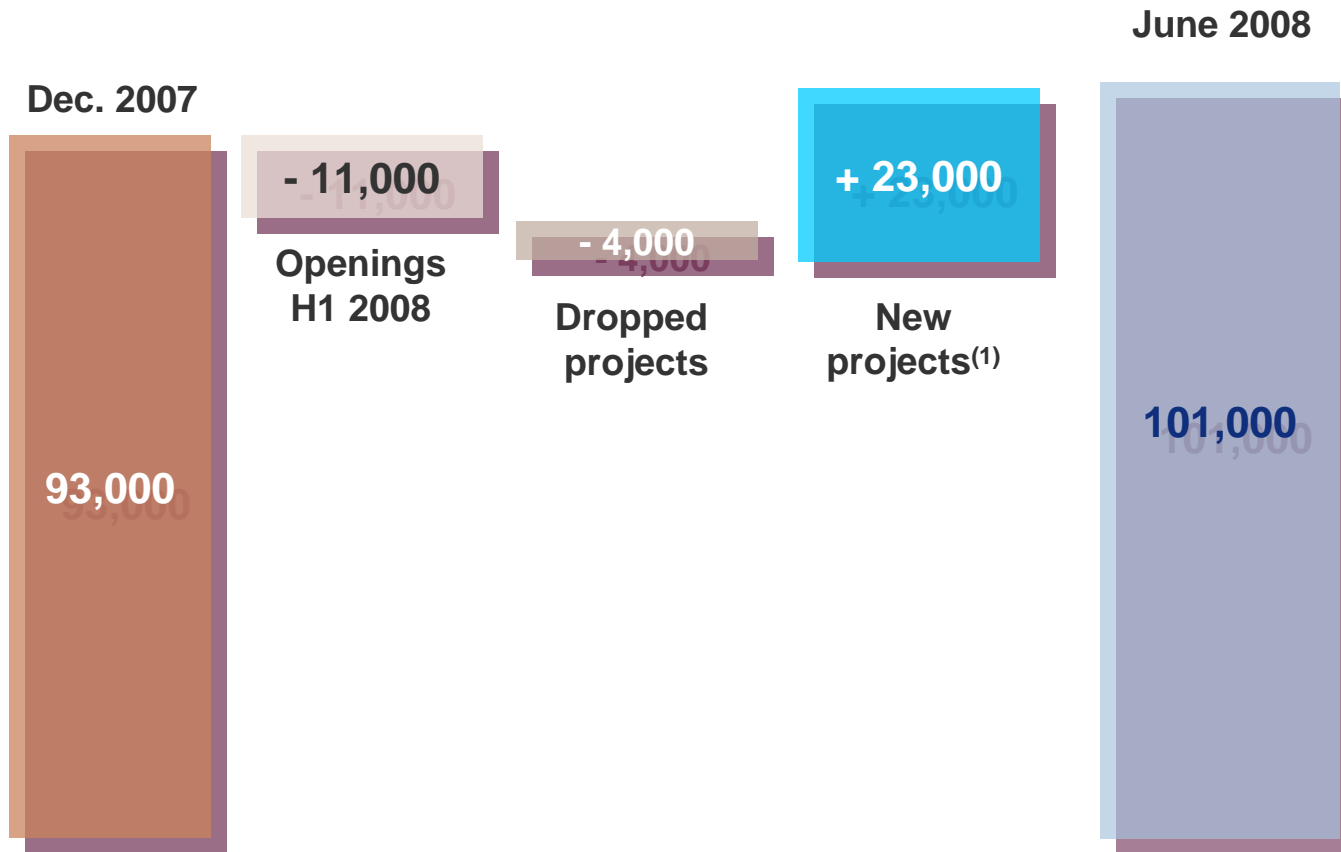 June 2008
Dec. 2007
- 11,000
+ 23,000
- 4,000
Openings
H1 2008
Dropped
projects
New
projects(1)
101,000
93,000